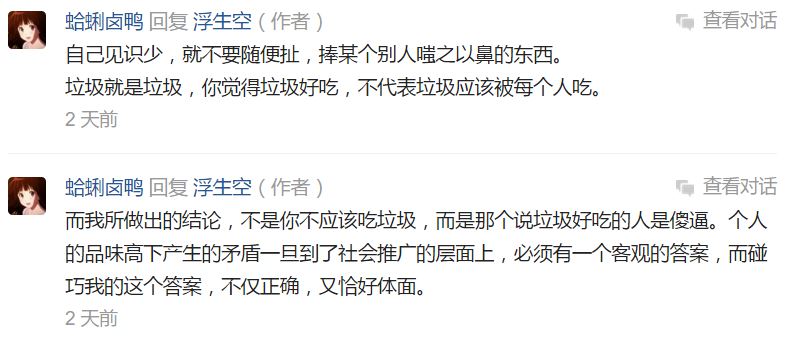 蛤蜊卤鸭 回复 浮生空（作者） 查看对话
自己见识少，就不要随便扯，捧某个别人嗤之以鼻的东西。
垃圾就是垃圾，你觉得垃圾好吃，不代表垃圾应该被每个人吃。
2 天前
蛤蜊卤鸭 回复 浮生空（作者） 查看对话
而我所做出的结论，不是你不应该吃垃圾，而是那个说垃圾好吃的人是傻逼。个人
的品味高下产生的矛盾一旦到了社会推广的层面上，必须有一个客观的答案，而碰
巧我的这个答案，不仅正确，又恰好体面。
2 天前